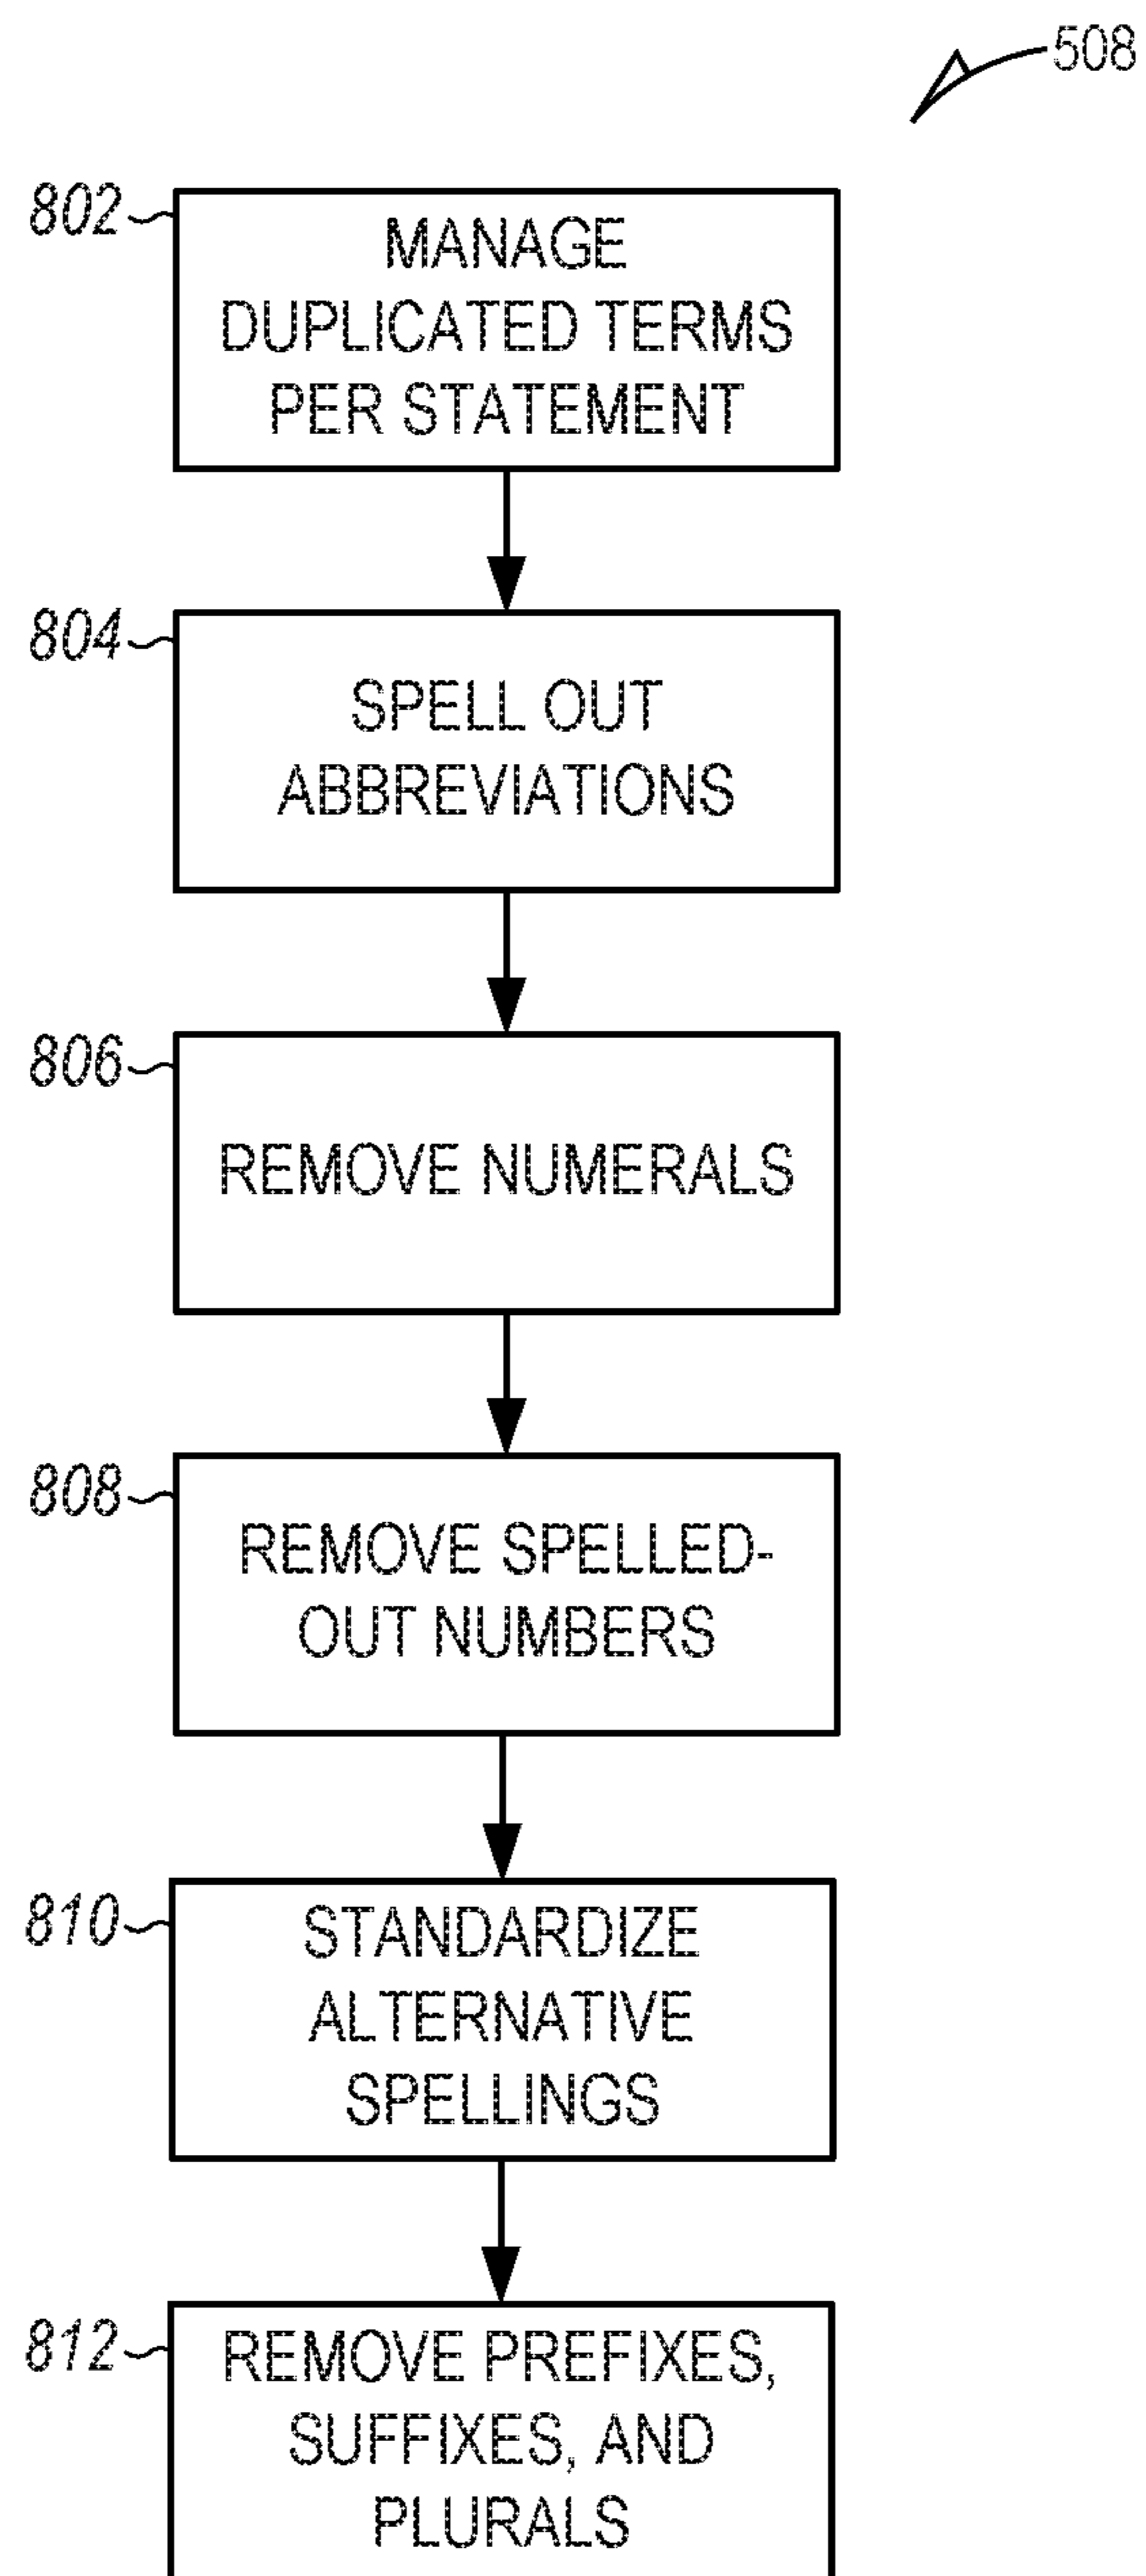 508
802
MANAGE
DUPLICATED TERMS
PER STATEMENT
804
SPELL OUT
ABBREVIATIONS
806
REMOVE NUMERALS
808
REMOVE SPELLED-
OUT NUMBERS
810
STANDARDIZE
ALTERNATIVE
SPELLINGS
812
REMOVE PREFIXES,
SUFFIXES, AND
PLURALS